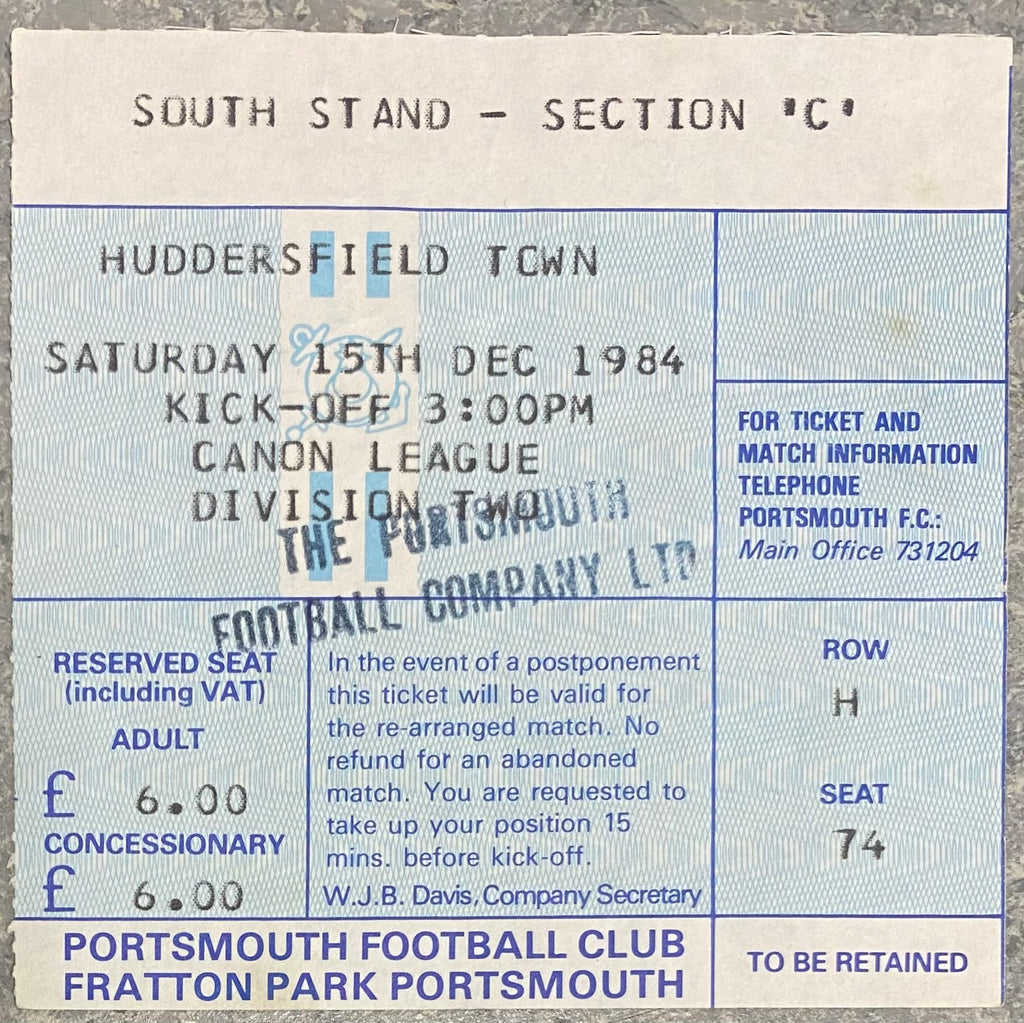 SOUTH STAND - SECTION 'C'
HUDDERSFIELD TOWN
SATURDAY 15TH DEC 1984
KICK-OFF 3:00PM
CANON LEAGUE
DIVISION TWO
THE PORTSMOUTH
FOOTBALL COMPANY LTD
FOR TICKET AND
MATCH INFORMATION
TELEPHONE
PORTSMOUTH F.C.:
Main Office 731204
RESERVED SEAT
(including VAT)
ADULT
£ 6.00
CONCESSIONARY
£ 6.00
In the event of a postponement
this ticket will be valid for
the re-arranged match. No
refund for an abandoned
match. You are requested to
take up your position 15
mins. before kick-off.
W.J.B. Davis, Company Secretary
ROW
H
SEAT
74
PORTSMOUTH FOOTBALL CLUB
FRATTON PARK PORTSMOUTH
TO BE RETAINED